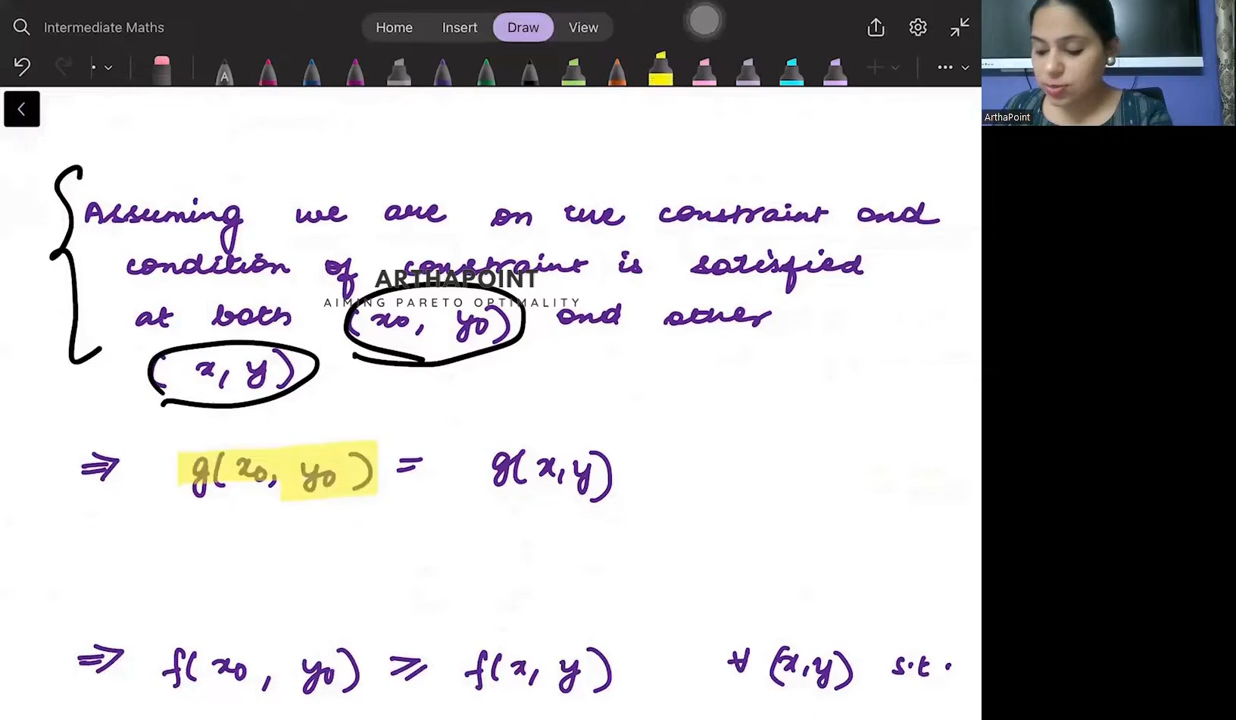 Intermediate Maths
Home Insert Draw View
A
ArthaPoint
Assuming we are on the constraint and
condition of constraint is satisfied
ARTHAPOINT
AIMING PARETO OPTIMALITY
at both (x0, y0) and other
(x, y)
⇒ g(x0, y0) = g(x,y)
⇒ f(x0, y0) ≥ f(x, y) ∀ (x,y) s.t.